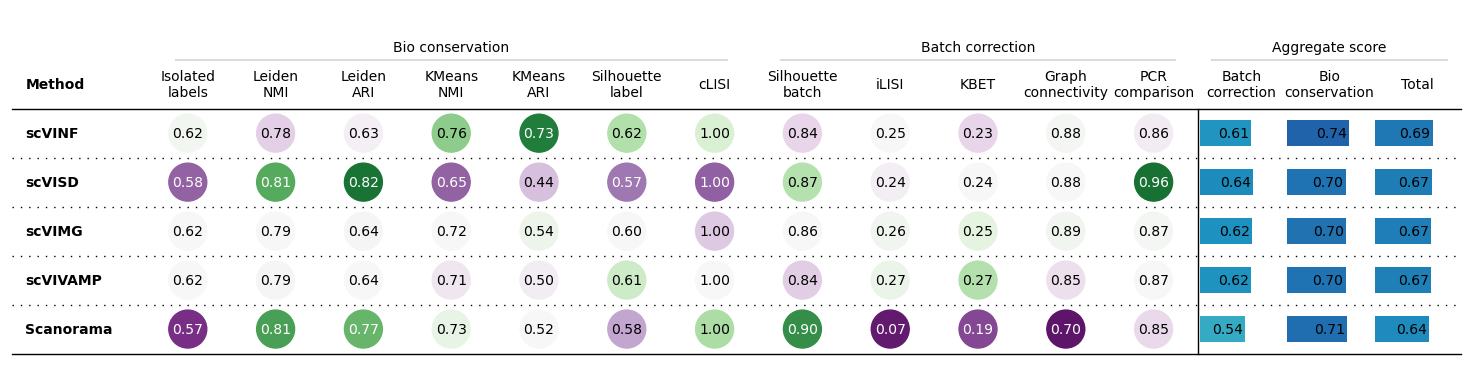 Bio conservation Batch correction Aggregate score
Method Isolated labels Leiden NMI Leiden ARI KMeans NMI KMeans ARI Silhouette label cLISI Silhouette batch iLISI KBET Graph connectivity PCR comparison Batch correction Bio conservation Total
scVINF 0.62 0.78 0.63 0.76 0.73 0.62 1.00 0.84 0.25 0.23 0.88 0.86 0.61 0.74 0.69
scVISD 0.58 0.81 0.82 0.65 0.44 0.57 1.00 0.87 0.24 0.24 0.88 0.96 0.64 0.70 0.67
scVIMG 0.62 0.79 0.64 0.72 0.54 0.60 1.00 0.86 0.26 0.25 0.89 0.87 0.62 0.70 0.67
scVIVAMP 0.62 0.79 0.64 0.71 0.50 0.61 1.00 0.84 0.27 0.27 0.85 0.87 0.62 0.70 0.67
Scanorama 0.57 0.81 0.77 0.73 0.52 0.58 1.00 0.90 0.07 0.19 0.70 0.85 0.54 0.71 0.64